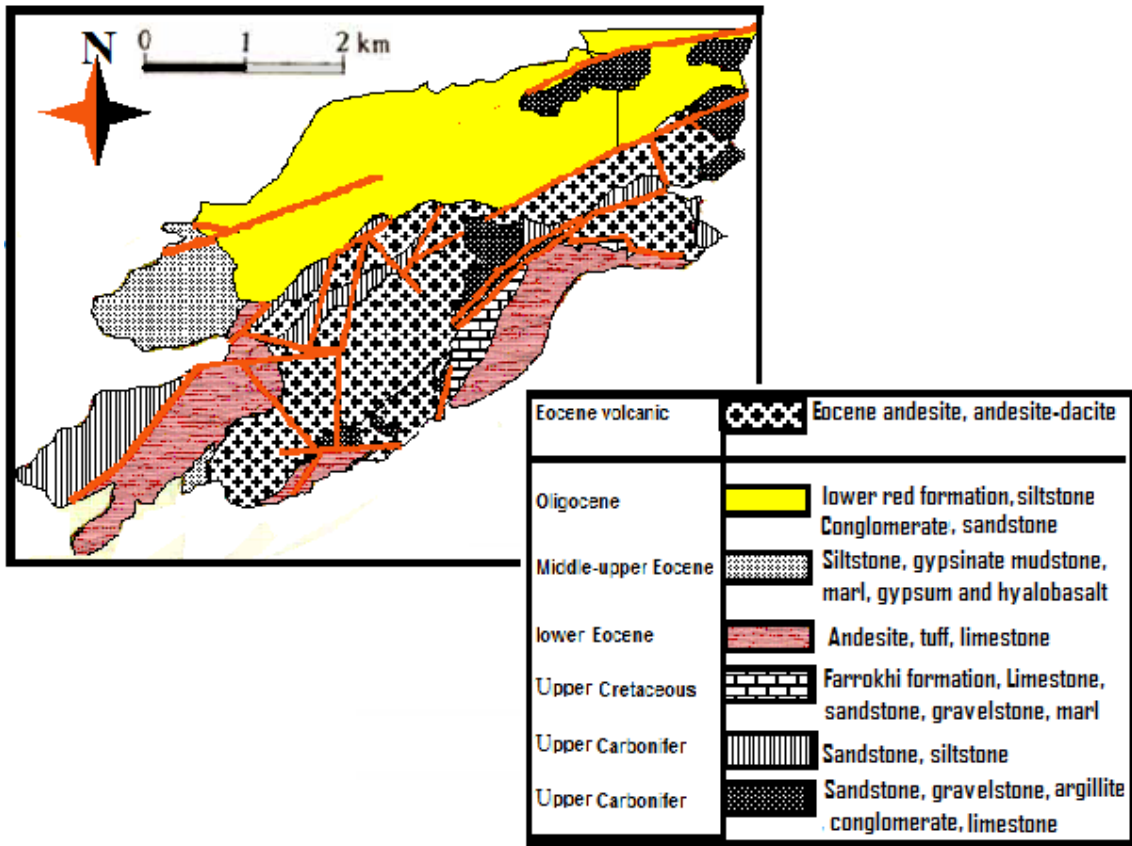 N 0 1 2 km
Eocene volcanic Eocene andesite, andesite-dacite
Oligocene lower red formation, siltstone
Conglomerate, sandstone
Middle-upper Eocene Siltstone, gypsinate mudstone,
marl, gypsum and hyalobasalt
lower Eocene Andesite, tuff, limestone
Upper Cretaceous Farrokhi formation, Limestone,
sandstone, gravelstone, marl
Upper Carbonifer Sandstone, siltstone
Upper Carbonifer Sandstone, gravelstone, argillite
, conglomerate, limestone